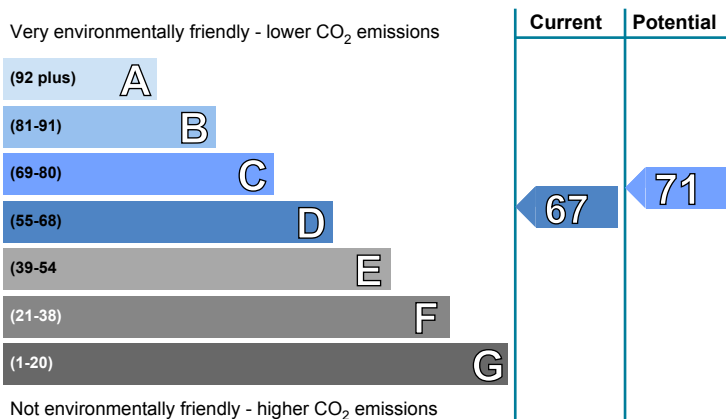 Current Potential
Very environmentally friendly - lower CO2 emissions
(92 plus) A
(81-91) B
(69-80) C
71
(55-68) D
67
(39-54 E
(21-38) F
(1-20) G
Not environmentally friendly - higher CO2 emissions